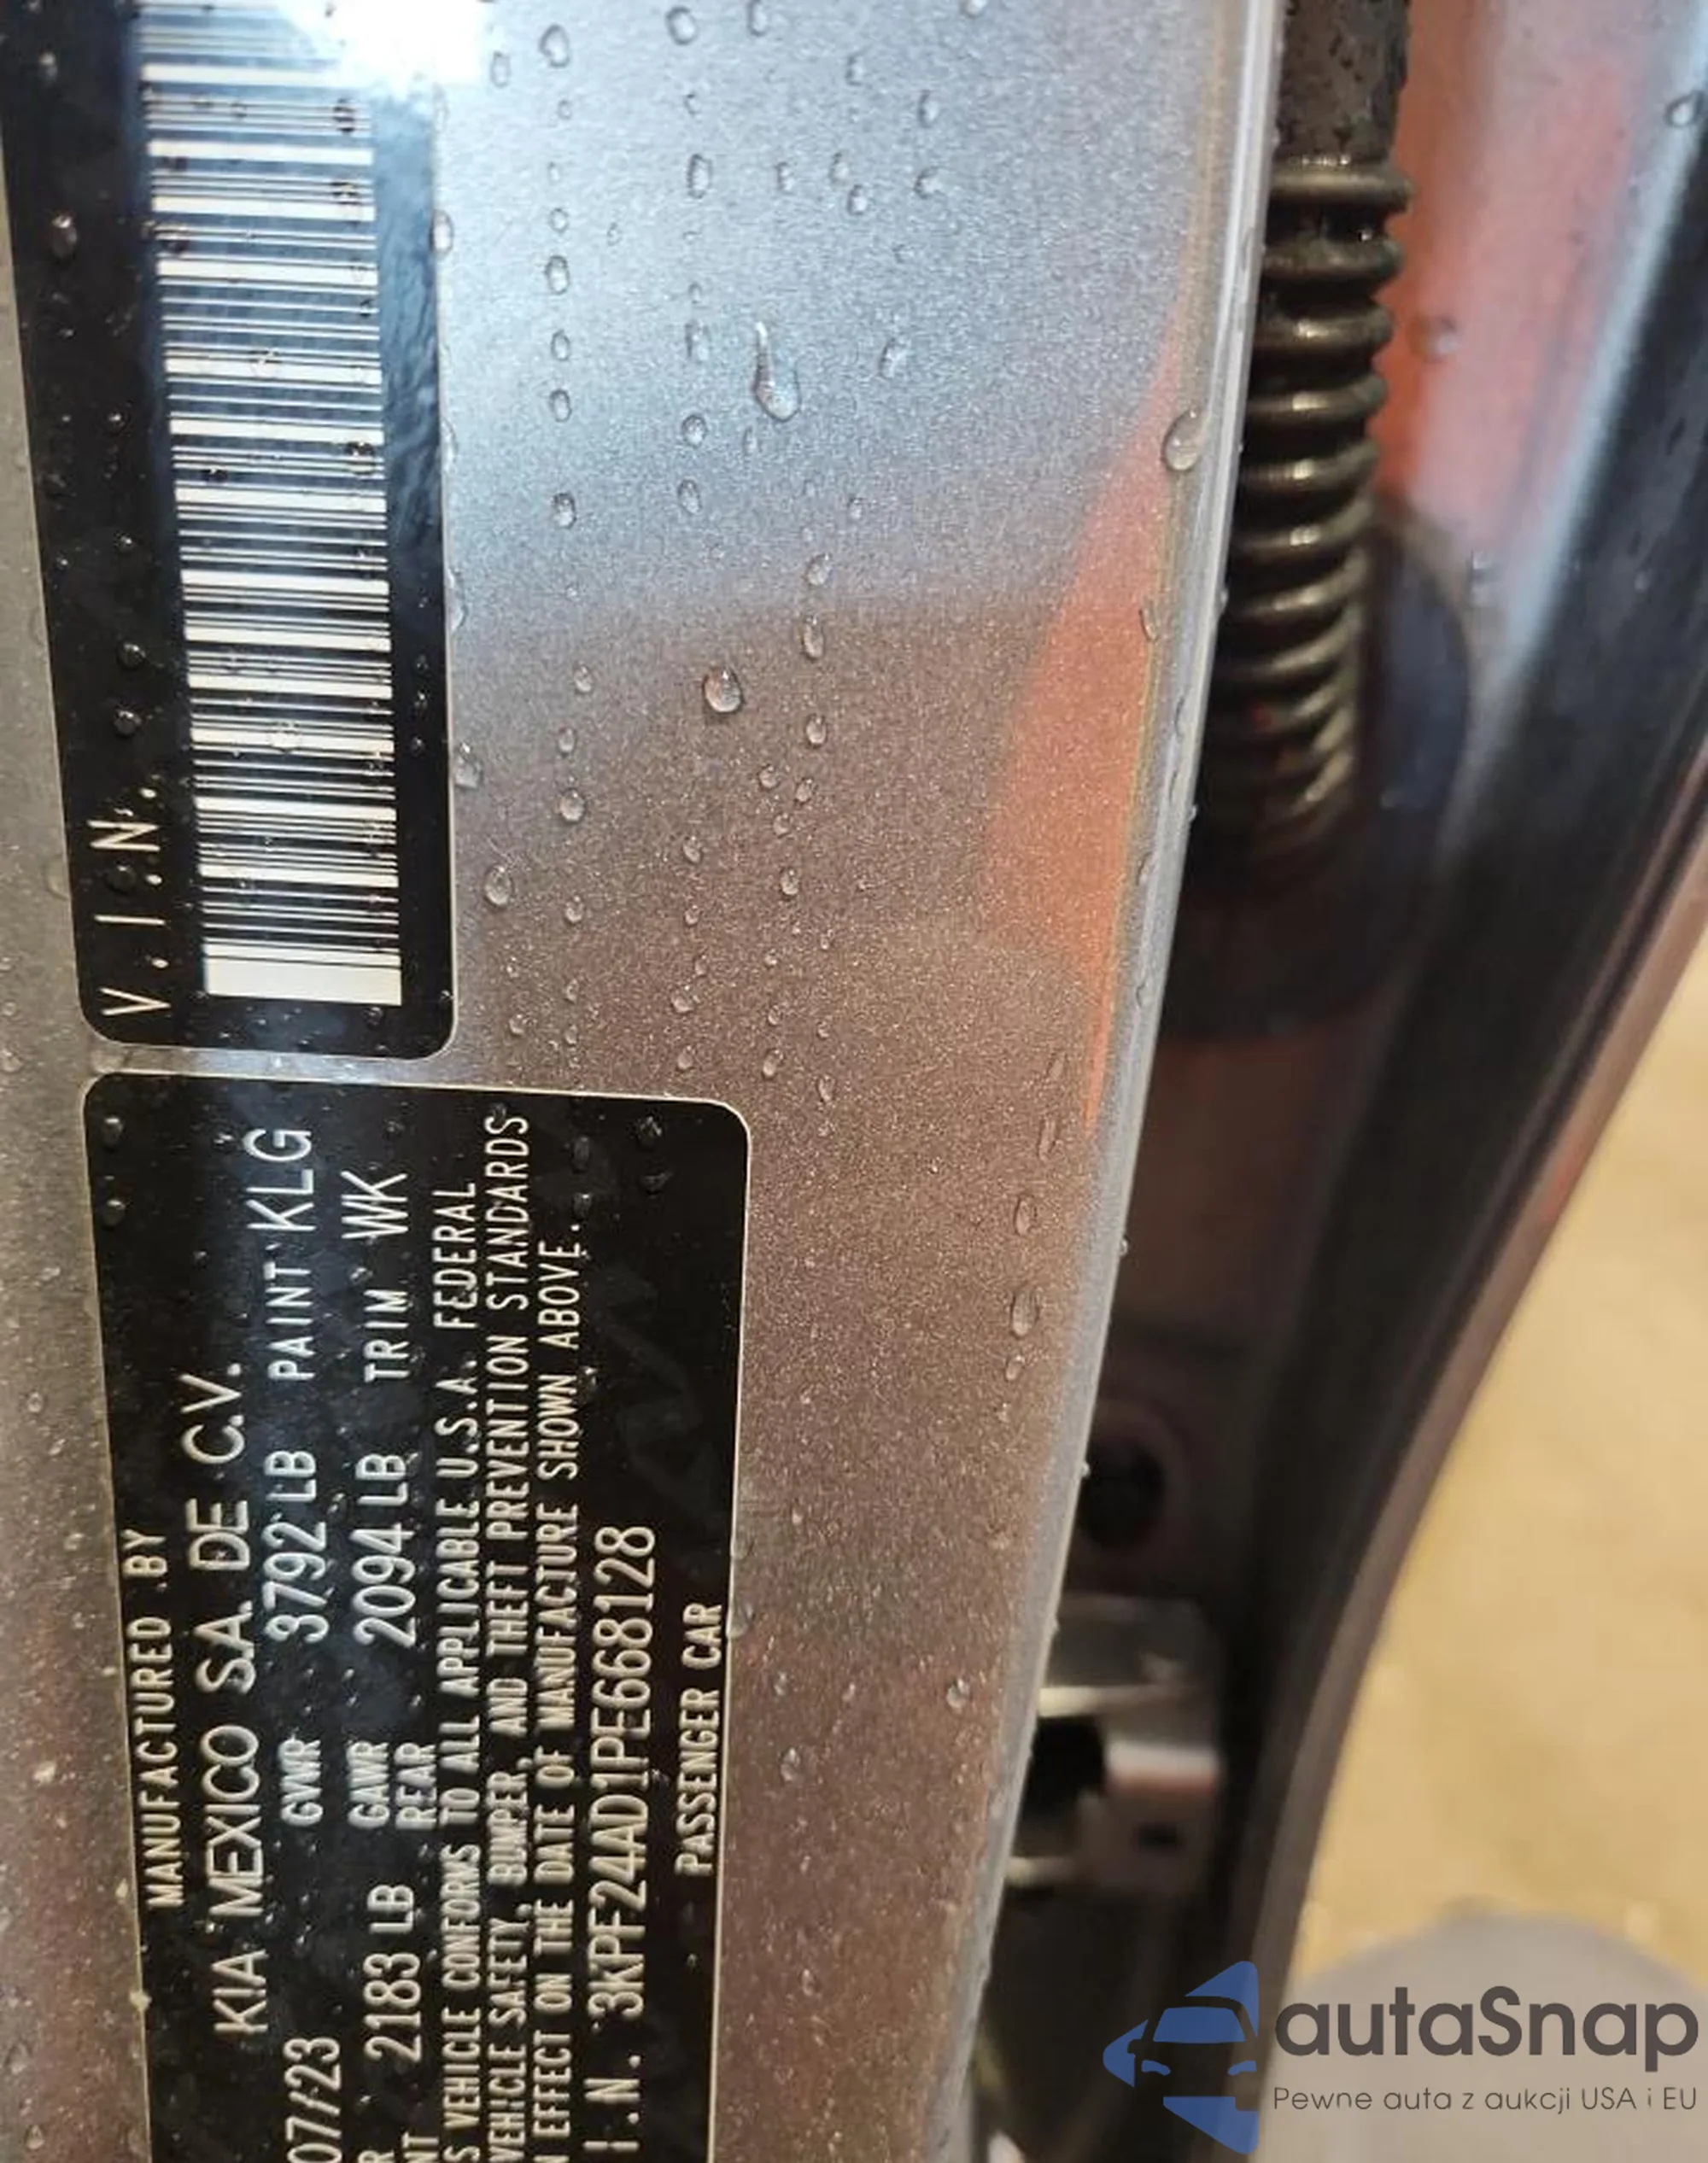 V.I.N.
MANUFACTURED BY
KIA MEXICO S.A. DE C.V.
07/23 GVWR 3792 LB PAINT KLG
2183 LB GAWR 2094 LB TRIM WK
REAR
VEHICLE CONFORMS TO ALL APPLICABLE U.S.A. FEDERAL
VEHICLE SAFETY, BUMPER, AND THEFT PREVENTION STANDARDS
EFFECT ON THE DATE OF MANUFACTURE SHOWN ABOVE.
I.N. 3KPF24AD1PE668128
PASSENGER CAR
autaSnap
Pewne auta z aukcji USA i EU